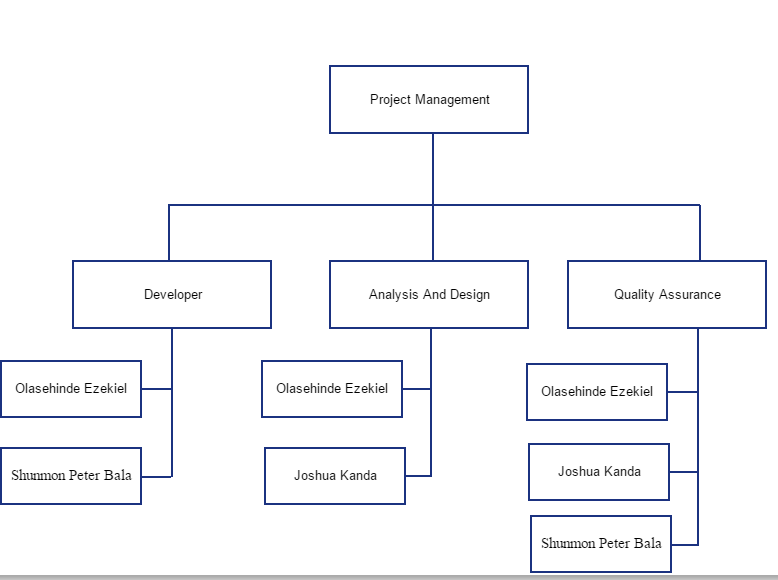 Project Management
Developer
Analysis And Design
Quality Assurance
Olasehinde Ezekiel
Olasehinde Ezekiel
Olasehinde Ezekiel
Shunmon Peter Bala
Joshua Kanda
Joshua Kanda
Shunmon Peter Bala